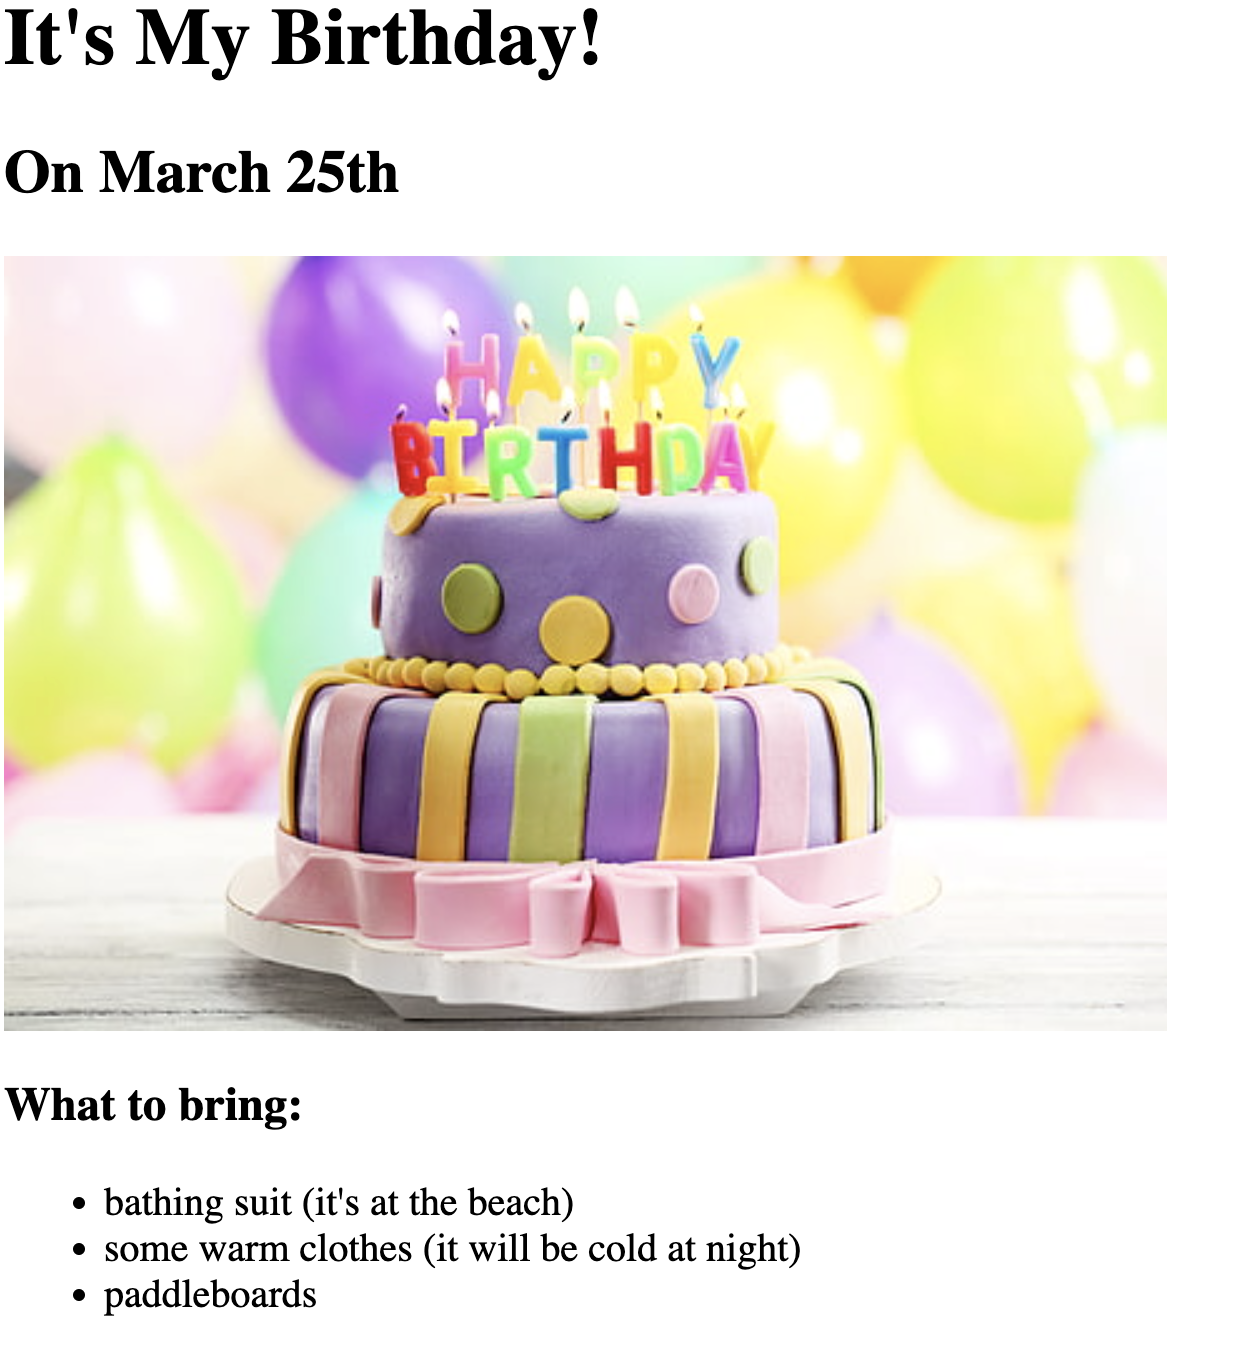 It's My Birthday!
On March 25th
HAPPY
BIRTHDAY
What to bring:
bathing suit (it's at the beach)
some warm clothes (it will be cold at night)
paddleboards